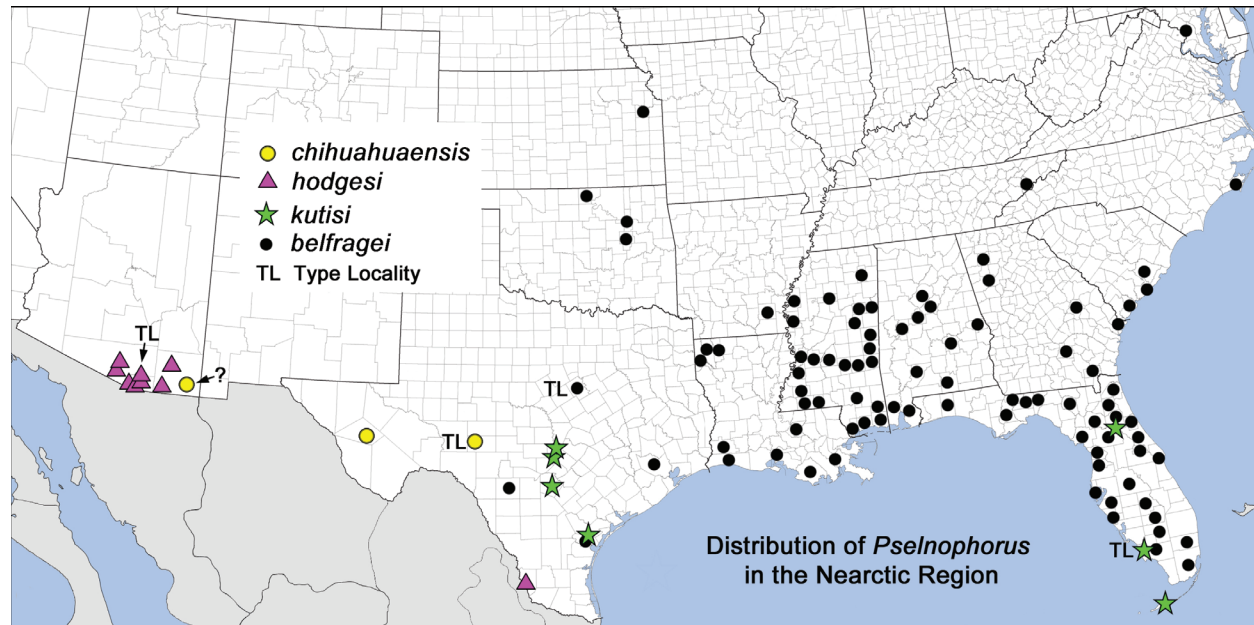 chihuahuaensis
hodgesi
kutisi
belfragei
TL Type Locality
TL
?
TL
TL
TL
Distribution of Pselnophorus
in the Nearctic Region